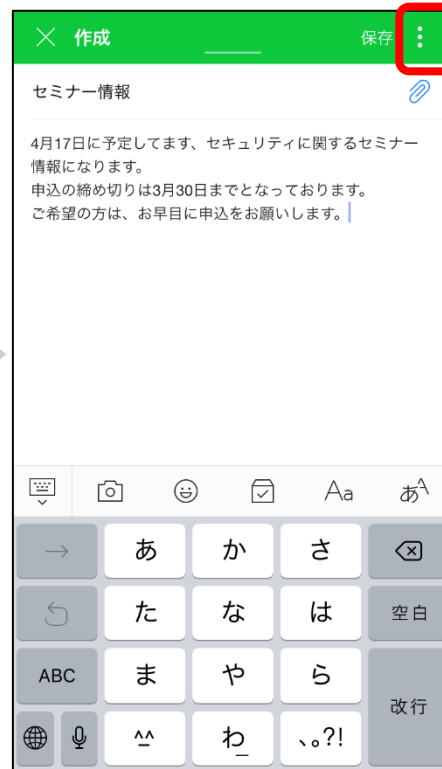 作成
保存
セミナー情報
4月17日に予定してます、セキュリティに関するセミナー
情報になります。
申込の締め切りは3月30日までとなっております。
ご希望の方は、お早目に申込をお願いします。
Aa
あA
→ あ か さ
た な は 空白
ABC ま や ら
改行
^^ わ 、。?!